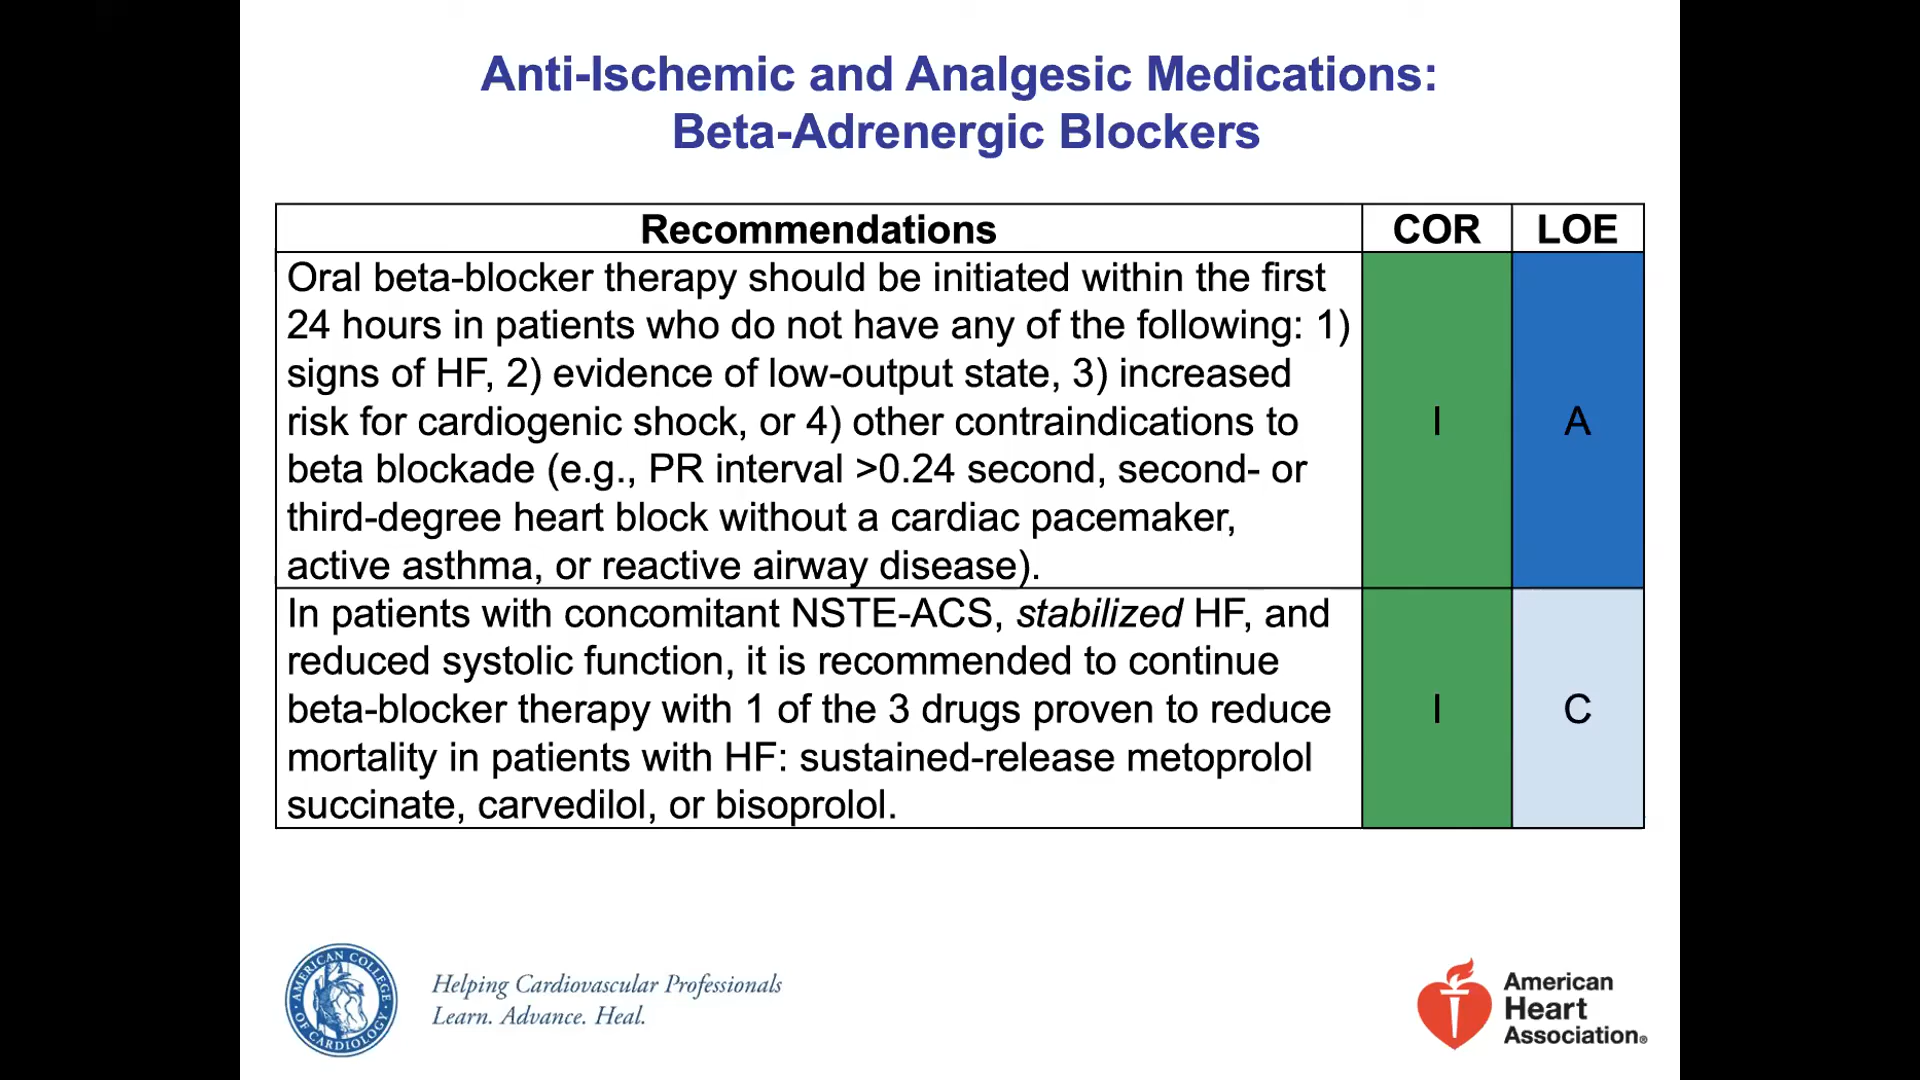 Anti-Ischemic and Analgesic Medications:
Beta-Adrenergic Blockers
Recommendations COR LOE
Oral beta-blocker therapy should be initiated within the first
24 hours in patients who do not have any of the following: 1)
signs of HF, 2) evidence of low-output state, 3) increased
risk for cardiogenic shock, or 4) other contraindications to
beta blockade (e.g., PR interval >0.24 second, second- or
third-degree heart block without a cardiac pacemaker,
active asthma, or reactive airway disease).
I
A
In patients with concomitant NSTE-ACS, stabilized HF, and
reduced systolic function, it is recommended to continue
beta-blocker therapy with 1 of the 3 drugs proven to reduce
mortality in patients with HF: sustained-release metoprolol
succinate, carvedilol, or bisoprolol.
I
C
AMERICAN COLLEGE OF CARDIOLOGY
Helping Cardiovascular Professionals
Learn. Advance. Heal.
American
Heart
Association®